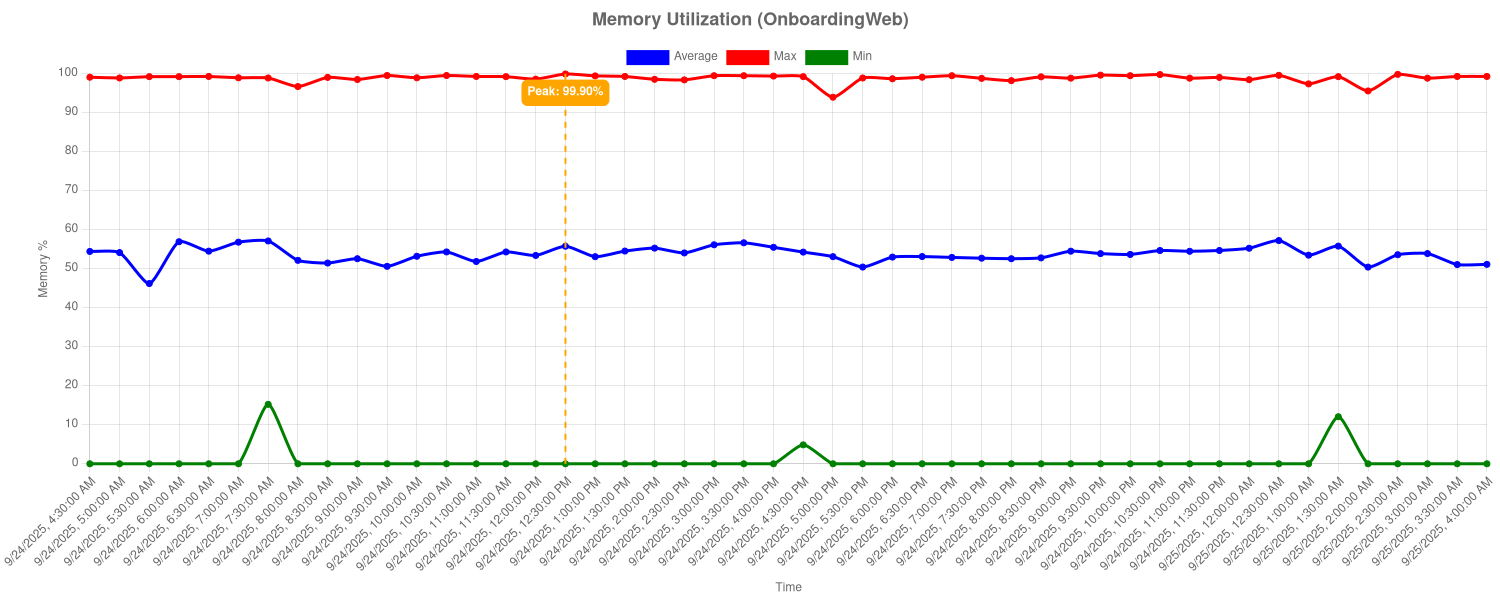 Memory Utilization (OnboardingWeb)
Average Max Min
Peak: 99.90%
Memory %
100
90
80
70
60
50
40
30
20
10
0
9/24/2025, 4:30:00 AM
9/24/2025, 5:00:00 AM
9/24/2025, 5:30:00 AM
9/24/2025, 6:00:00 AM
9/24/2025, 6:30:00 AM
9/24/2025, 7:00:00 AM
9/24/2025, 7:30:00 AM
9/24/2025, 8:00:00 AM
9/24/2025, 8:30:00 AM
9/24/2025, 9:00:00 AM
9/24/2025, 9:30:00 AM
9/24/2025, 10:00:00 AM
9/24/2025, 10:30:00 AM
9/24/2025, 11:00:00 AM
9/24/2025, 11:30:00 AM
9/24/2025, 12:00:00 PM
9/24/2025, 12:30:00 PM
9/24/2025, 1:00:00 PM
9/24/2025, 1:30:00 PM
9/24/2025, 2:00:00 PM
9/24/2025, 2:30:00 PM
9/24/2025, 3:00:00 PM
9/24/2025, 3:30:00 PM
9/24/2025, 4:00:00 PM
9/24/2025, 4:30:00 PM
9/24/2025, 5:00:00 PM
9/24/2025, 5:30:00 PM
9/24/2025, 6:00:00 PM
9/24/2025, 6:30:00 PM
9/24/2025, 7:00:00 PM
9/24/2025, 7:30:00 PM
9/24/2025, 8:00:00 PM
9/24/2025, 8:30:00 PM
9/24/2025, 9:00:00 PM
9/24/2025, 9:30:00 PM
9/24/2025, 10:00:00 PM
9/24/2025, 10:30:00 PM
9/24/2025, 11:00:00 PM
9/24/2025, 11:30:00 PM
9/25/2025, 12:00:00 AM
9/25/2025, 12:30:00 AM
9/25/2025, 1:00:00 AM
9/25/2025, 1:30:00 AM
9/25/2025, 2:00:00 AM
9/25/2025, 2:30:00 AM
9/25/2025, 3:00:00 AM
9/25/2025, 3:30:00 AM
9/25/2025, 4:00:00 AM
Time